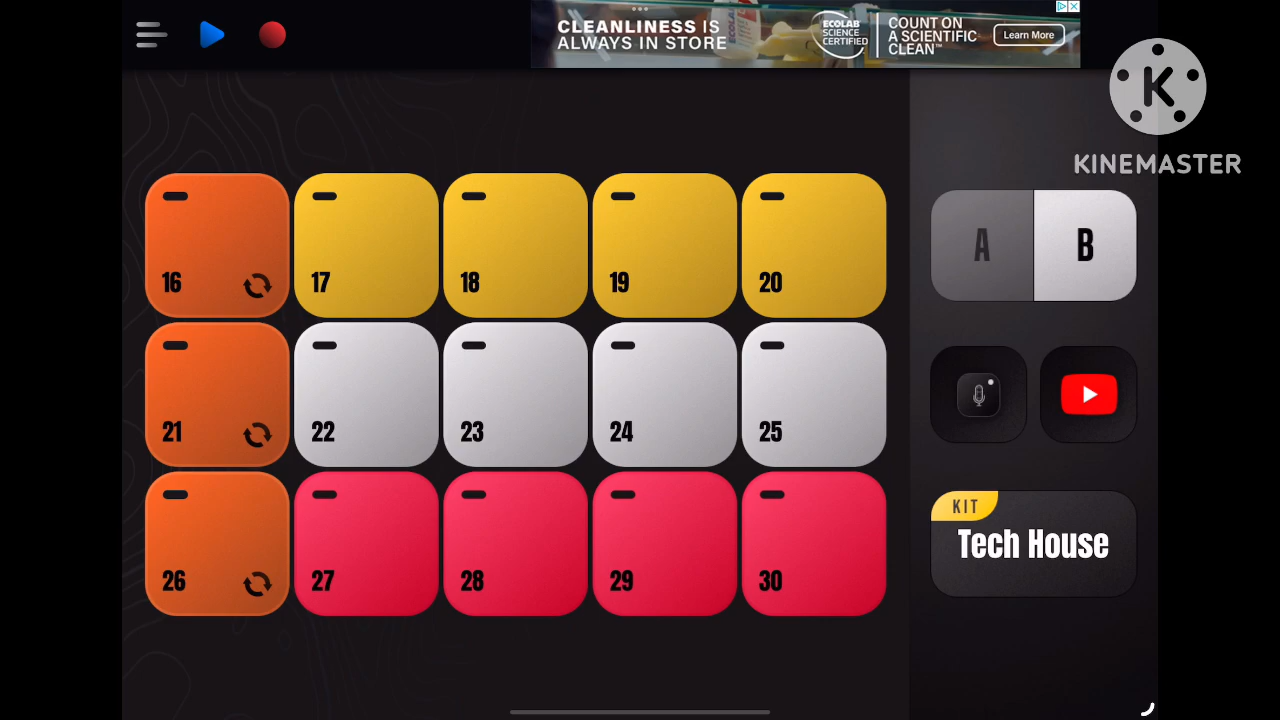 CLEANLINESS IS
ALWAYS IN STORE
ECOLAB
SCIENCE
CERTIFIED
COUNT ON
A SCIENTIFIC
CLEAN™
Learn More
K
KINEMASTER
16
17
18
19
20
A
B
21
22
23
24
25
KIT
Tech House
26
27
28
29
30